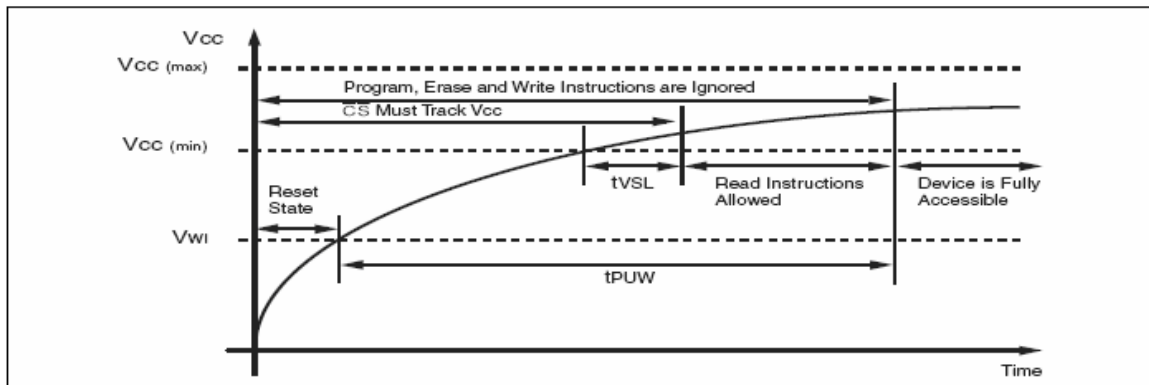 Vcc
Vcc (max)
Program, Erase and Write Instructions are Ignored
CS Must Track Vcc
Vcc (min)
tVSL
Read Instructions
Allowed
Device is Fully
Accessible
Reset
State
VWI
tPUW
Time